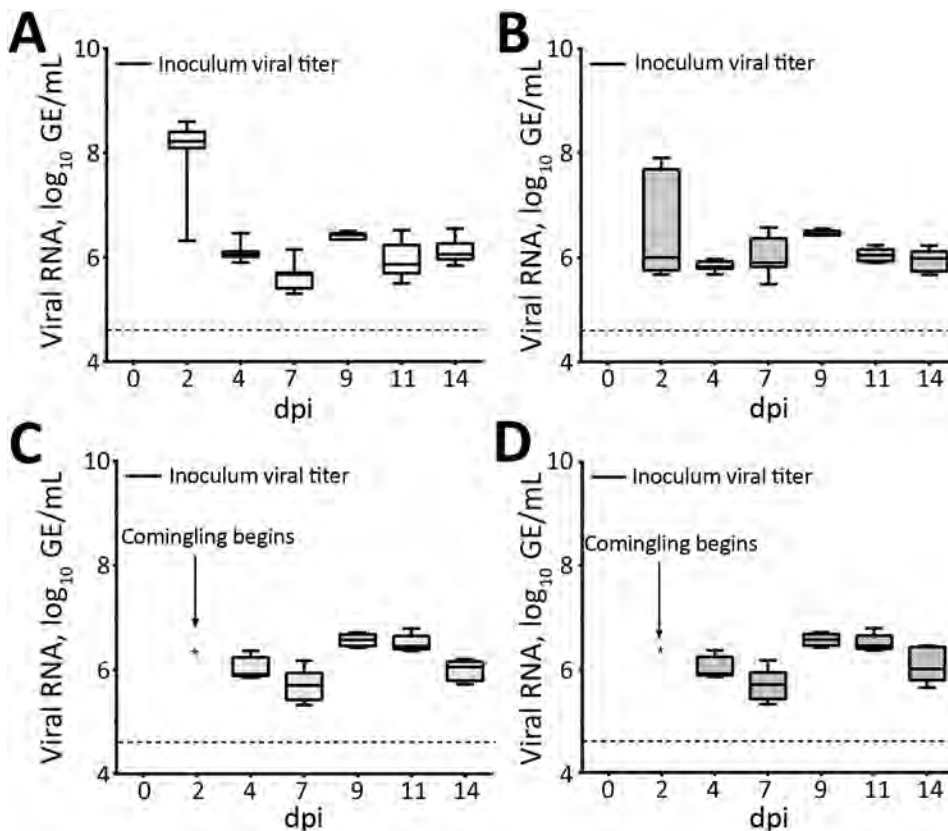 A
Viral RNA, log10 GE/mL
10
8
6
4
Inoculum viral titer
0 2 4 7 9 11 14
dpi
B
Viral RNA, log10 GE/mL
10
8
6
4
Inoculum viral titer
0 2 4 7 9 11 14
dpi
C
Viral RNA, log10 GE/mL
10
8
6
4
Inoculum viral titer
Comingling begins
*
0 2 4 7 9 11 14
dpi
D
Viral RNA, log10 GE/mL
10
8
6
4
Inoculum viral titer
Comingling begins
*
0 2 4 7 9 11 14
dpi